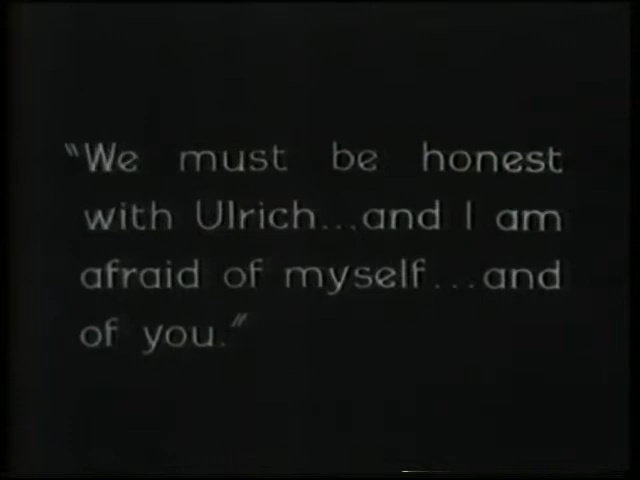 "We must be honest
with Ulrich...and I am
afraid of myself...and
of you."